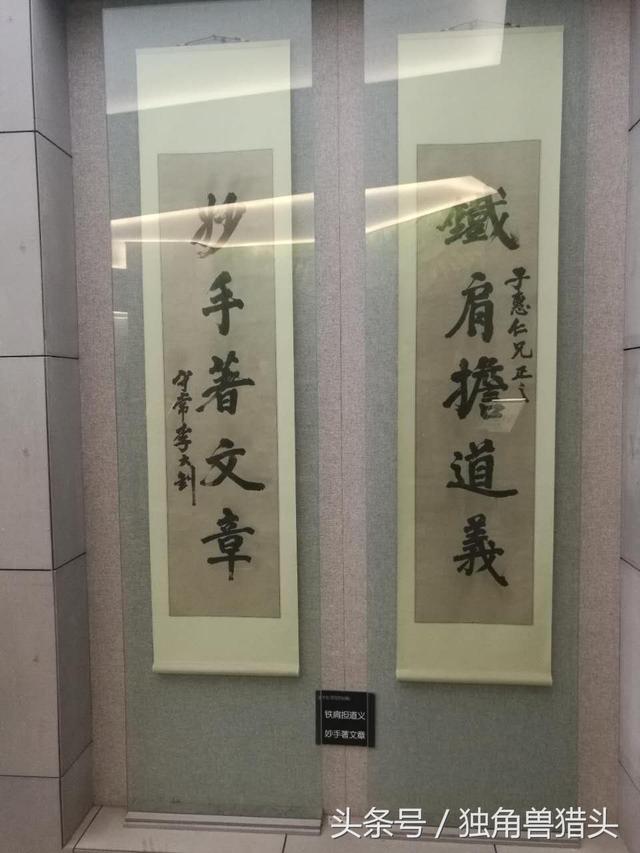 鐵肩擔道義
子惠仁兄正之
妙手著文章
守常李大釗
铁肩担道义
妙手著文章
头条号 / 独角兽猎头